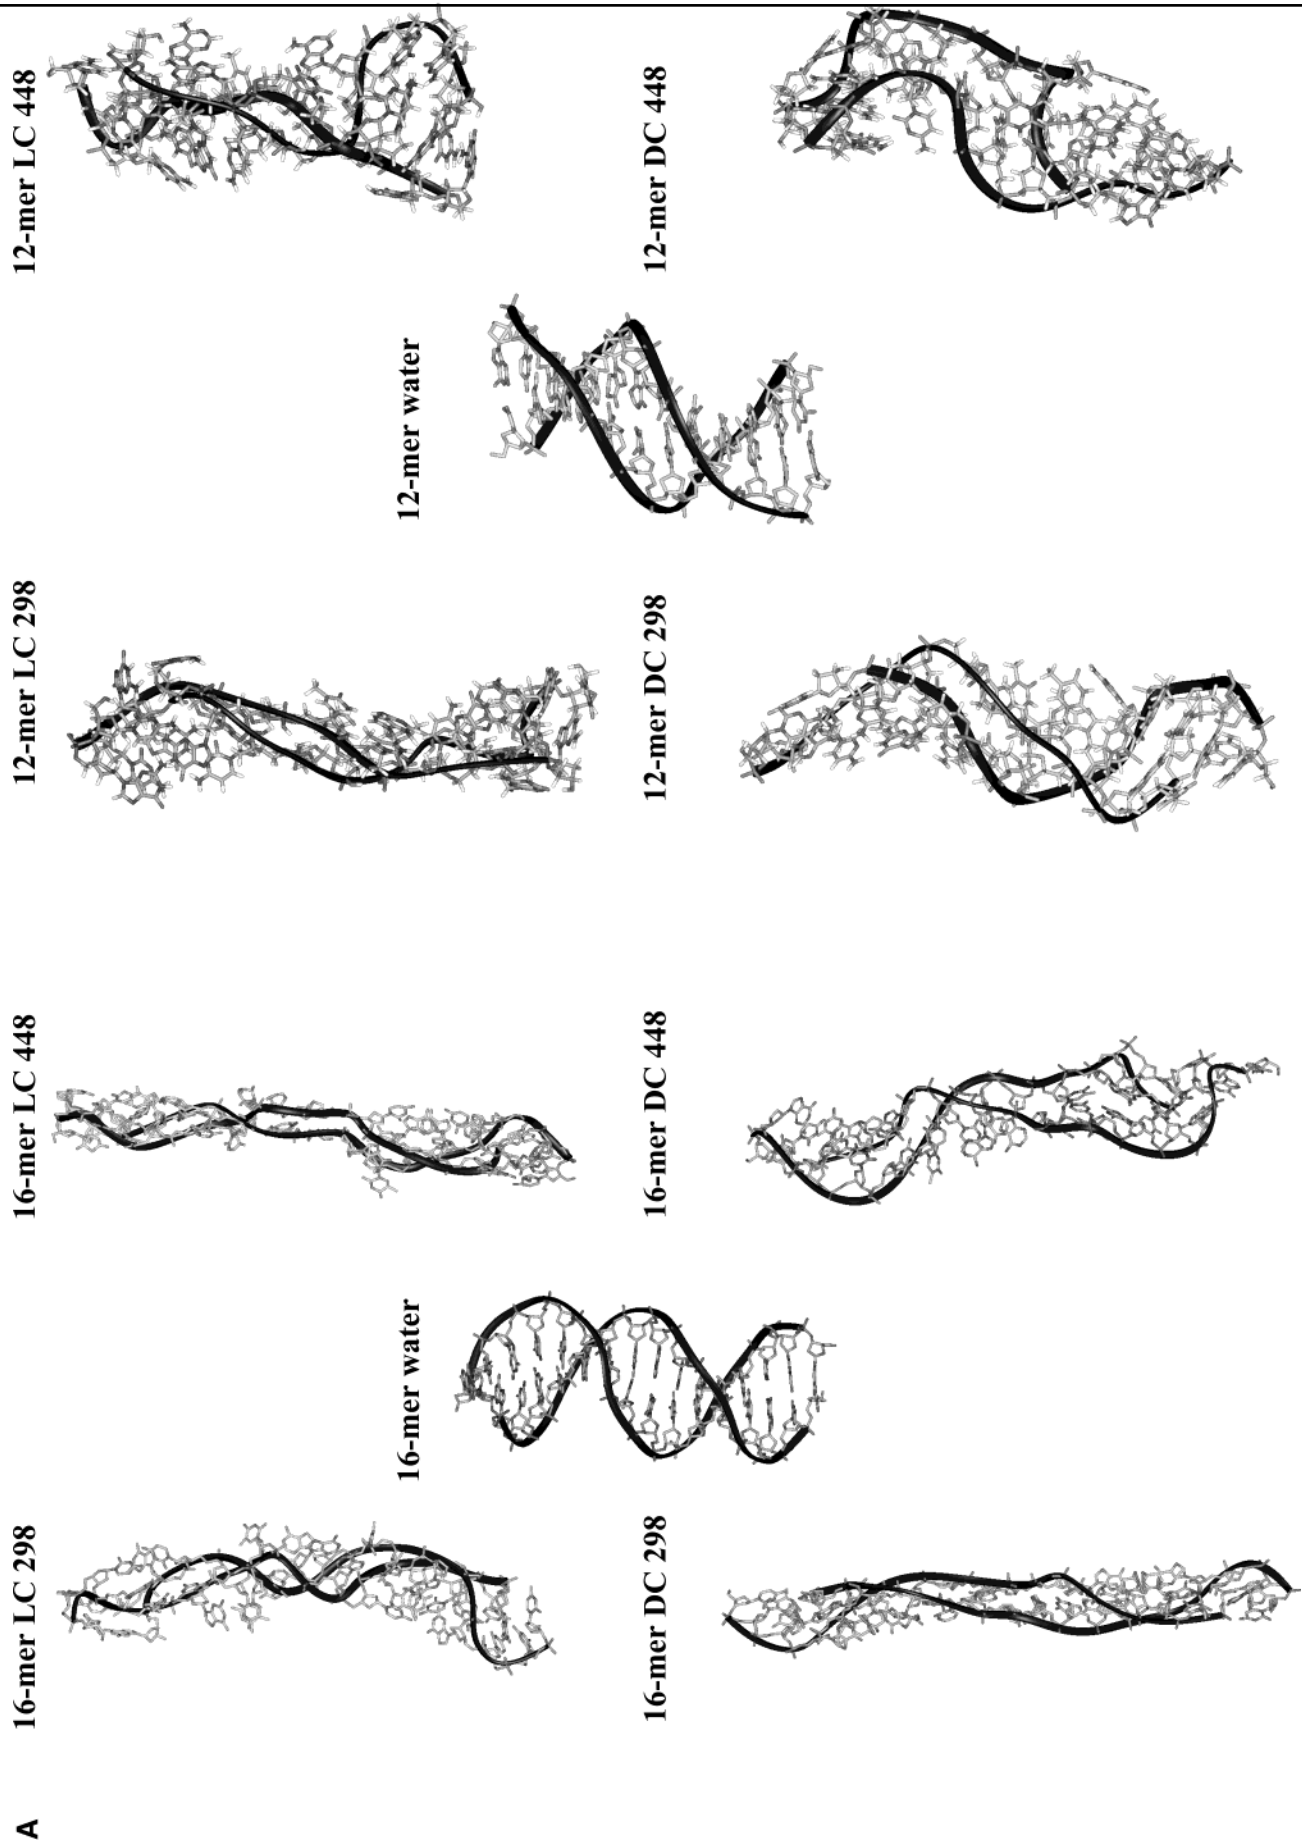 A
16-mer LC 298
16-mer LC 448
12-mer LC 298
12-mer LC 448
16-mer water
12-mer water
16-mer DC 298
16-mer DC 448
12-mer DC 298
12-mer DC 448